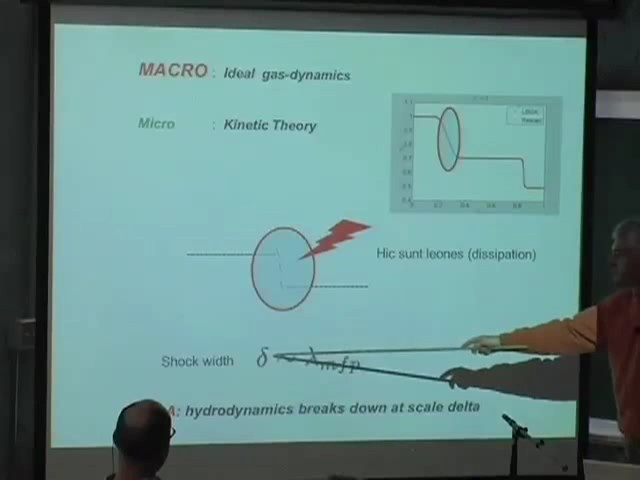 MACRO : Ideal gas-dynamics
Micro : Kinetic Theory
Hic sunt leones (dissipation)
Shock width δ ~ λmfp
A: hydrodynamics breaks down at scale delta